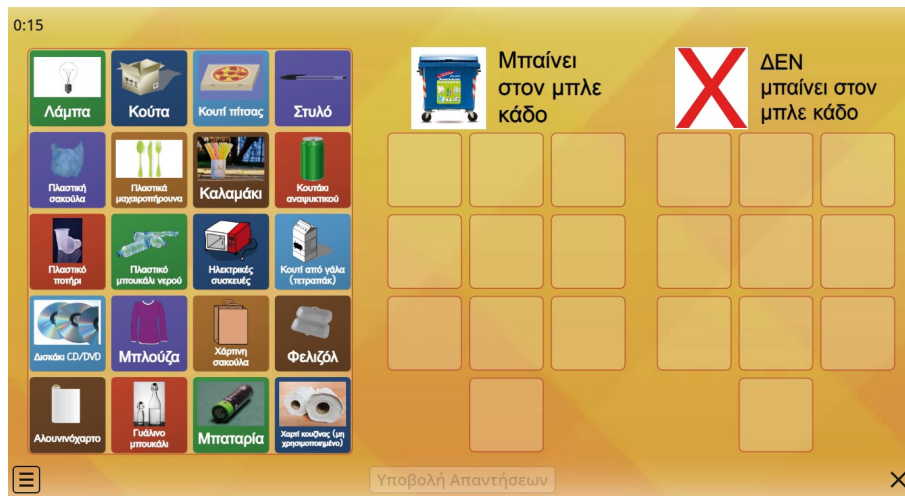 0:15
Λάμπα
Κούτα
Κουτί πίτσας
Στυλό
Μπαίνει
στον μπλε
κάδο
ΔΕΝ
μπαίνει στον
μπλε κάδο
Πλαστική
σακούλα
Πλαστικά
μαχαιροπήρουνα
Καλαμάκι
Κουτάκι
αναψυκτικού
Πλαστικό
ποτήρι
Πλαστικό
μπουκάλι νερού
Ηλεκτρικές
συσκευές
Κουτί από γάλα
(τετραπάκ)
Δισκάκι CD/DVD
Μπλούζα
Χάρτινη
σακούλα
Φελιζόλ
Αλουνινόχαρτο
Γυάλινο
μπουκάλι
Μπαταρία
Χαρτί κουζίνας (μη
χρησιμοποιημένο)
Υποβολή Απαντήσεων